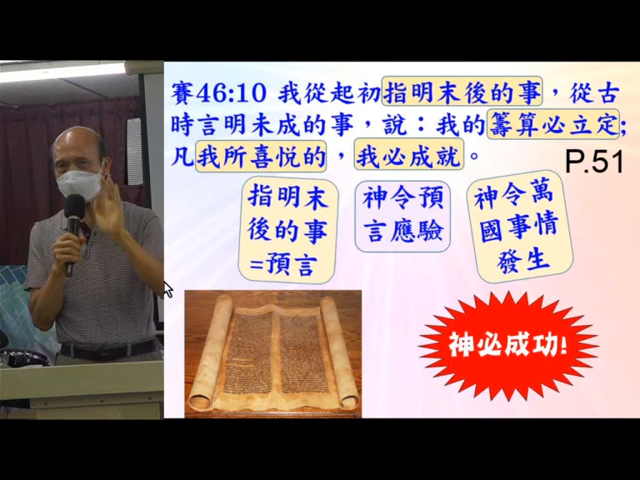 賽46:10 我從起初指明末後的事，從古
時言明未成的事，說：我的籌算必立定;
凡我所喜悅的，我必成就。
P.51
指明末
後的事
=預言
神令預
言應驗
神令萬
國事情
發生
神必成功!